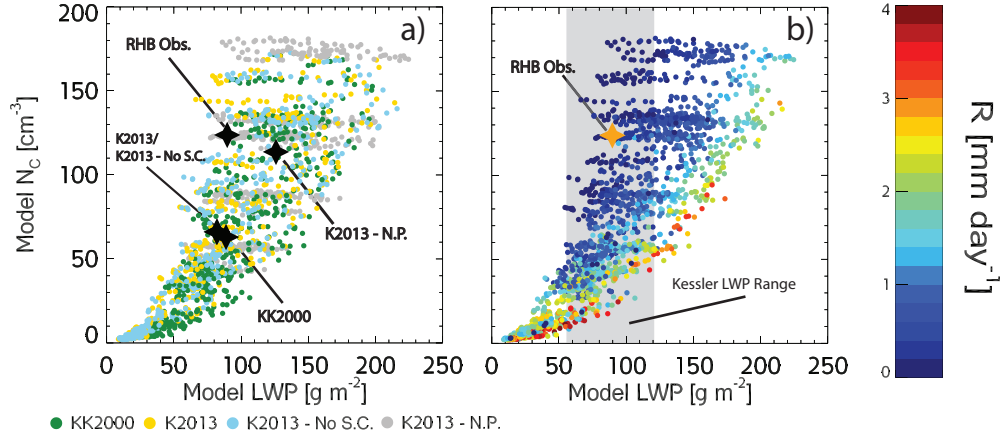 a)
RHB Obs.
K2013/
K2013 - No S.C.
K2013 - N.P.
KK2000
Model N_C [cm⁻³]
200
150
100
50
0
0 50 100 150 200 250
Model LWP [g m⁻²]
b)
RHB Obs.
Kessler LWP Range
0 50 100 150 200 250
Model LWP [g m⁻²]
4
3
2
1
0
R [mm day⁻¹]
KK2000 K2013 K2013 - No S.C. K2013 - N.P.